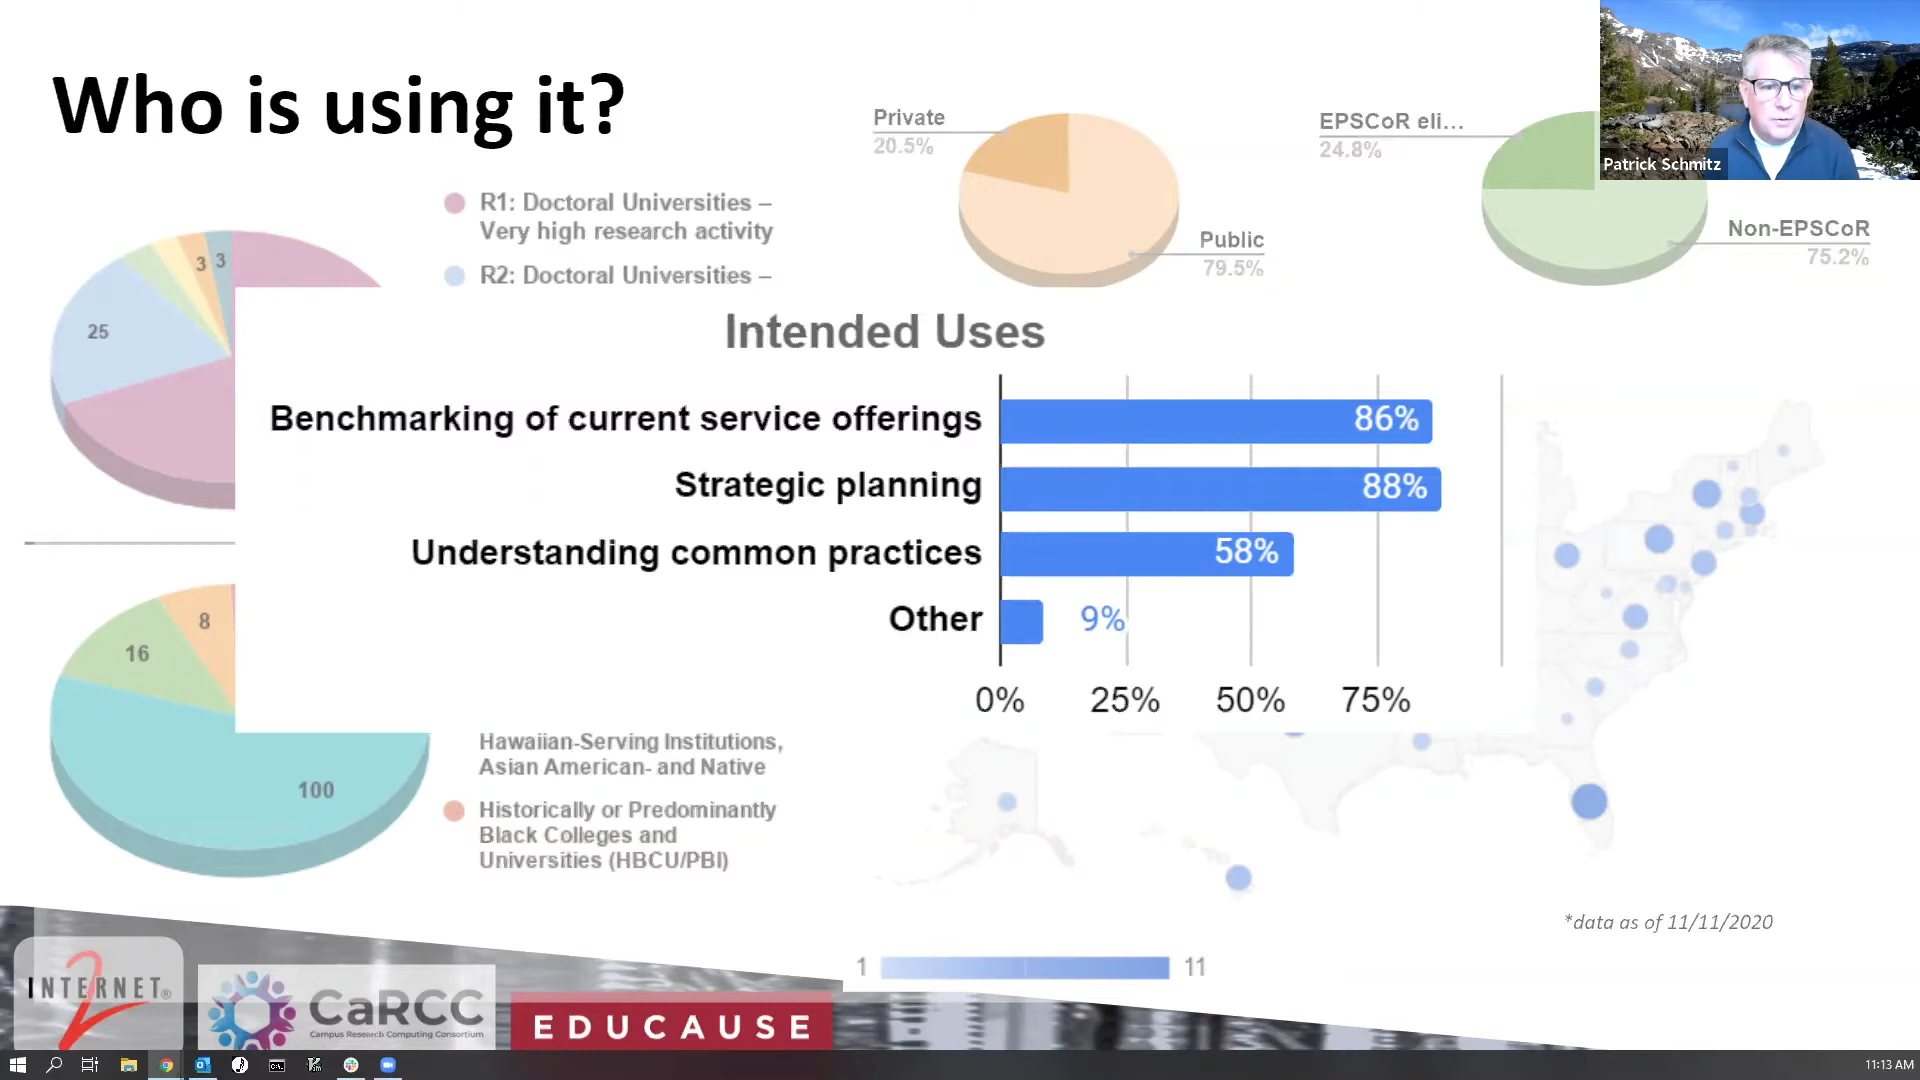 Who is using it?
Patrick Schmitz
Private
20.5%
Public
79.5%
EPSCoR eli...
24.8%
Non-EPSCoR
75.2%
R1: Doctoral Universities –
Very high research activity
R2: Doctoral Universities –
3
3
25
Intended Uses
Benchmarking of current service offerings
86%
Strategic planning
88%
Understanding common practices
58%
Other
9%
0% 25% 50% 75%
8
16
100
Hawaiian-Serving Institutions,
Asian American- and Native
Historically or Predominantly
Black Colleges and
Universities (HBCU/PBI)
*data as of 11/11/2020
1
11
INTERNET®
2
CaRCC
Campus Research Computing Consortium
EDUCAUSE
11:13 AM